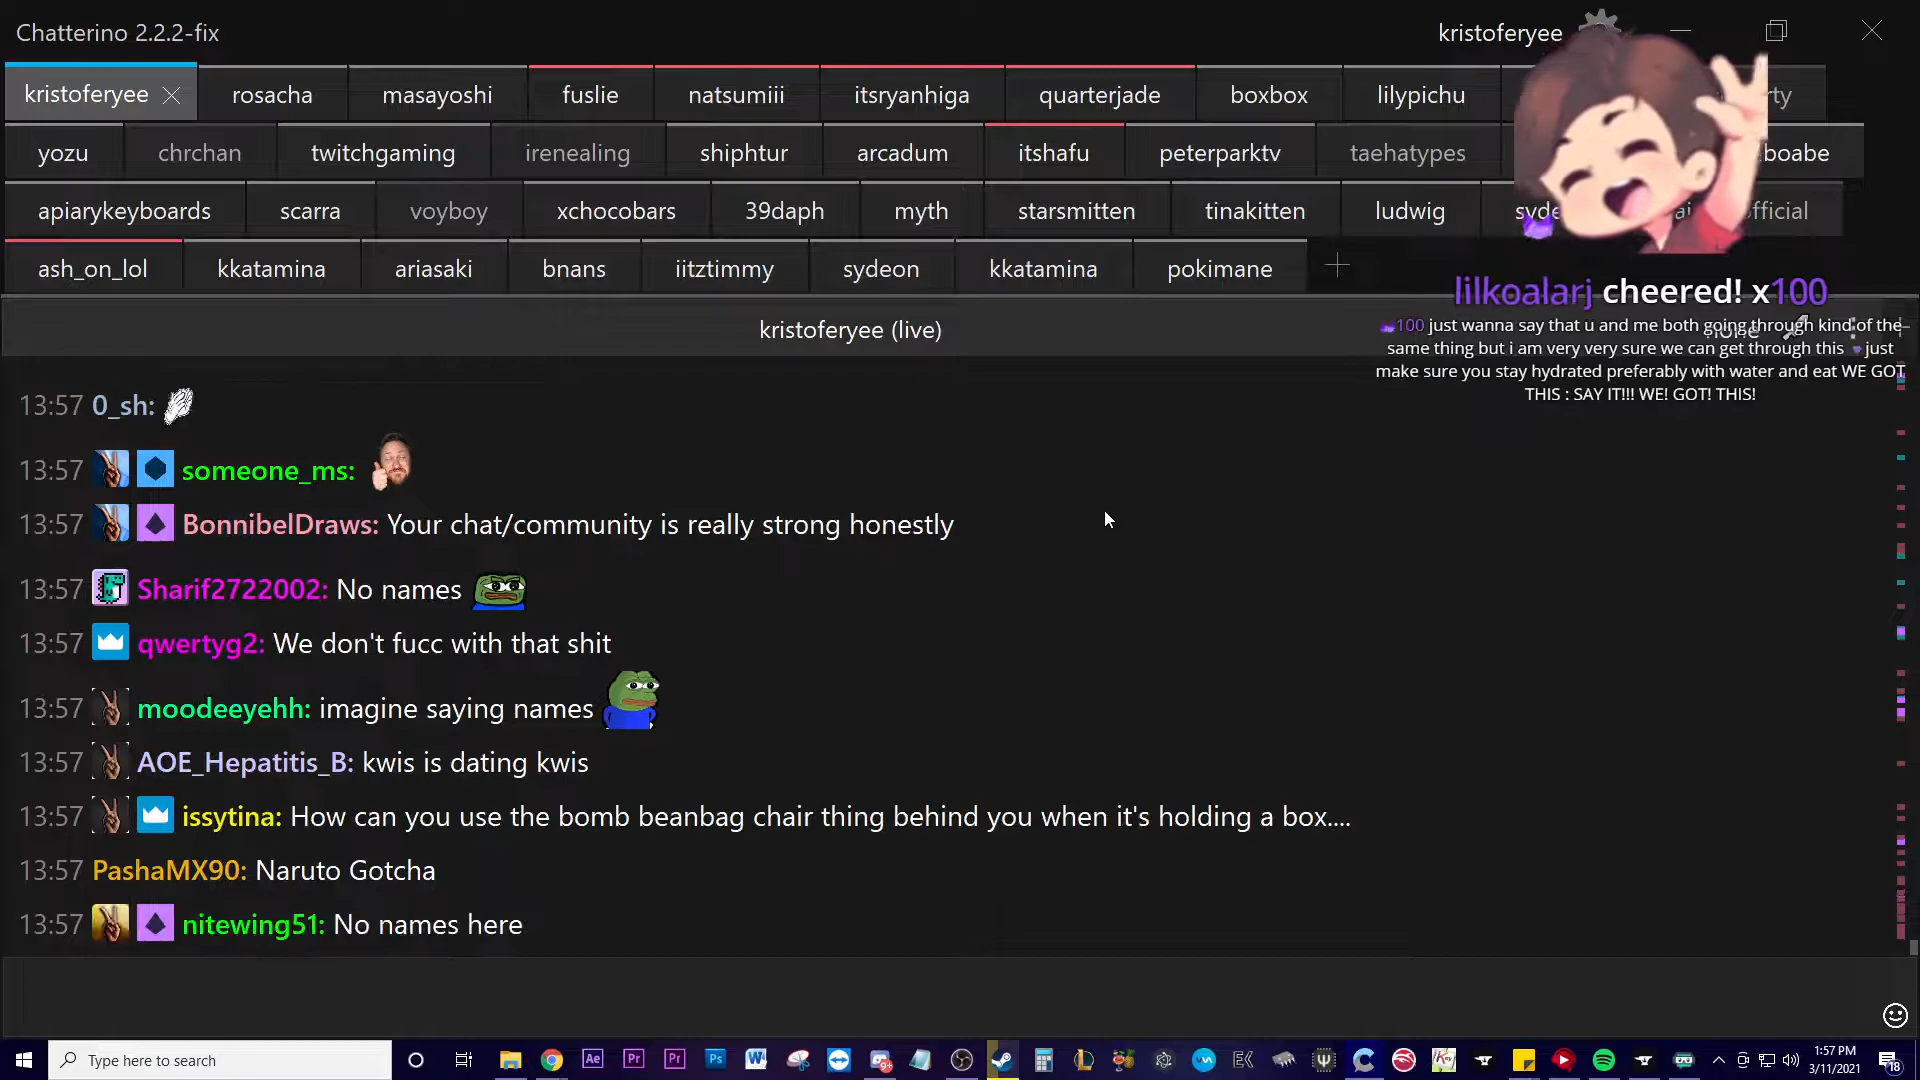 Chatterino 2.2.2-fix
kristoferyee
kristoferyee rosacha masayoshi fuslie natsumiii itsryanhiga quarterjade boxbox lilypichu
yozu chrchan twitchgaming irenealing shiphtur arcadum itshafu peterparktv taehatypes
apiarykeyboards scarra voyboy xchocobars 39daph myth starsmitten tinakitten ludwig
ash_on_lol kkatamina ariasaki bnans iitztimmy sydeon kkatamina pokimane
lilkoalarj cheered! x100
100 just wanna say that u and me both going through kind of the
same thing but i am very very sure we can get through this just
make sure you stay hydrated preferably with water and eat WE GOT
THIS : SAY IT!!! WE! GOT! THIS!
kristoferyee (live)
13:57 0_sh:
13:57 someone_ms:
13:57 BonnibelDraws: Your chat/community is really strong honestly
13:57 Sharif2722002: No names
13:57 qwertyg2: We don't fucc with that shit
13:57 moodeeyehh: imagine saying names
13:57 AOE_Hepatitis_B: kwis is dating kwis
13:57 issytina: How can you use the bomb beanbag chair thing behind you when it's holding a box....
13:57 PashaMX90: Naruto Gotcha
13:57 nitewing51: No names here
Type here to search
1:57 PM
3/11/2021
18